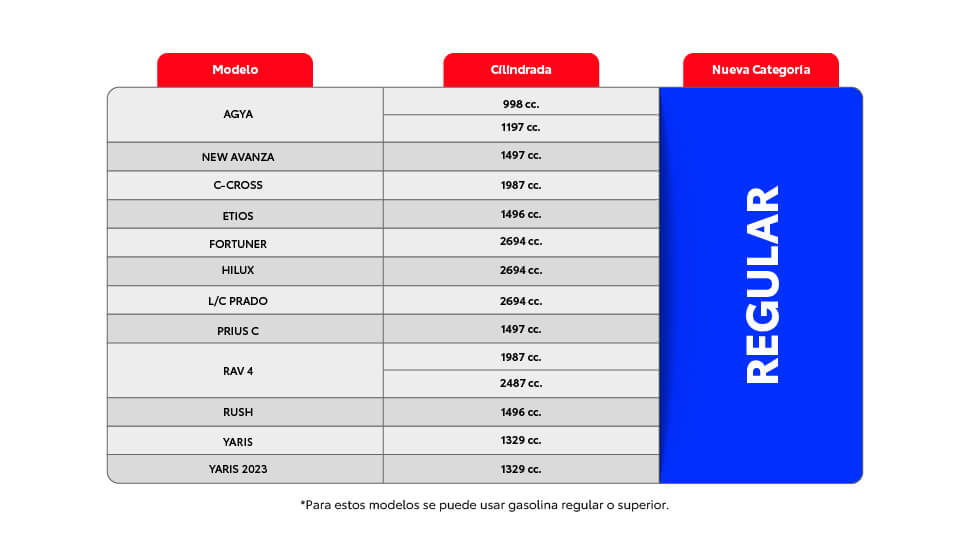 Modelo Cilindrada Nueva Categoría
AGYA 998 cc.
1197 cc.
NEW AVANZA 1497 cc.
C-CROSS 1987 cc.
ETIOS 1496 cc.
FORTUNER 2694 cc.
HILUX 2694 cc.
L/C PRADO 2694 cc.
PRIUS C 1497 cc.
RAV 4 1987 cc.
2487 cc.
RUSH 1496 cc.
YARIS 1329 cc.
YARIS 2023 1329 cc.
REGULAR
*Para estos modelos se puede usar gasolina regular o superior.